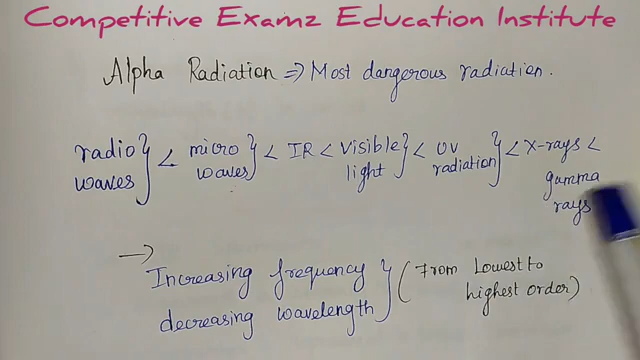 Competitive Examz Education Institute
Alpha Radiation => Most dangerous radiation.
radio waves } < micro waves } < IR < Visible light } < UV radiation } < X-rays < gamma rays
→ Increasing frequency
decreasing wavelength } (From Lowest to highest order)